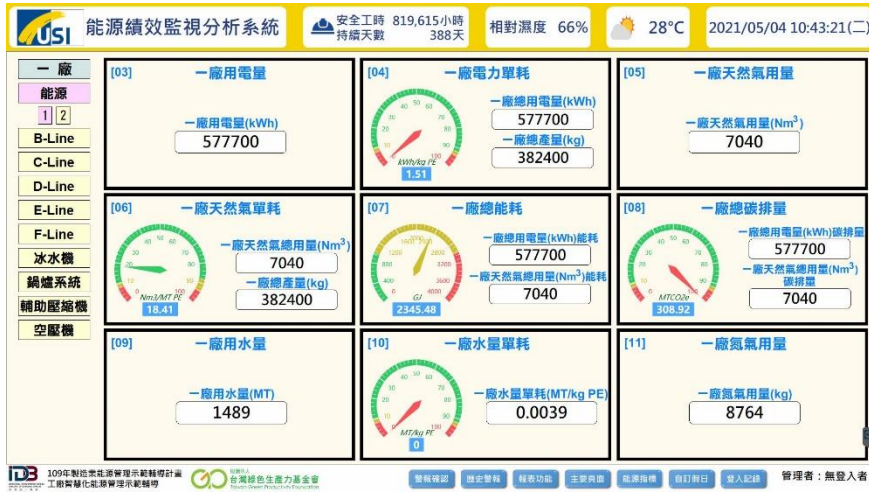 USI 能源績效監視分析系統
安全工時 819,615小時
持續天數 388天
相對濕度 66%
28°C
2021/05/04 10:43:21(二)
一 廠
能源
1 2
B-Line
C-Line
D-Line
E-Line
F-Line
冰水機
鍋爐系統
輔助壓縮機
空壓機
[03] 一廠用電量
一廠用電量(kWh)
577700
[04] 一廠電力單耗
kWh/kg PE
1.51
一廠總用電量(kWh)
577700
一廠總產量(kg)
382400
[05] 一廠天然氣用量
一廠天然氣用量(Nm³)
7040
[06] 一廠天然氣單耗
Nm3/MT PE
18.41
一廠天然氣總用量(Nm³)
7040
一廠總產量(kg)
382400
[07] 一廠總能耗
GJ
2345.48
一廠總用電量(kWh)能耗
577700
一廠天然氣總用量(Nm³)能耗
7040
[08] 一廠總碳排量
MTCO2e
308.92
一廠總用電量(kWh)碳排量
577700
一廠天然氣總用量(Nm³)
碳排量
7040
[09] 一廠用水量
一廠用水量(MT)
1489
[10] 一廠水量單耗
MT/kg PE
0
一廠水量單耗(MT/kg PE)
0.0039
[11] 一廠氮氣用量
一廠氮氣用量(kg)
8764
IDB 109年製造業能源管理示範輔導計畫
工廠智慧化能源管理示範輔導
財團法人
台灣綠色生產力基金會
Taiwan Green Productivity Foundation
警報確認 歷史警報 報表功能 主要頁面 能源指標 自訂假日 登入記錄
管理者：無登入者